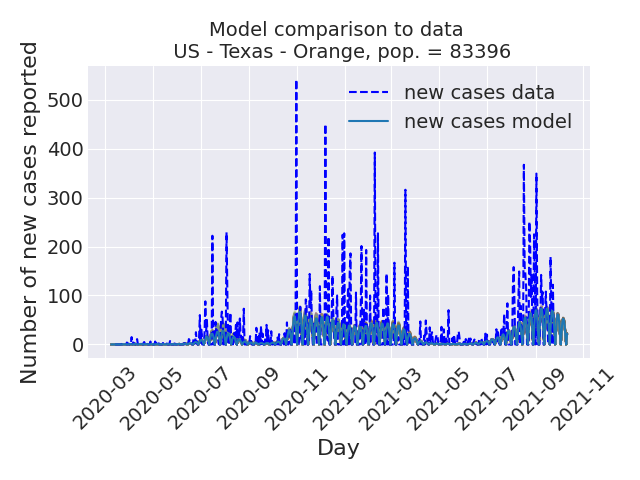 Model comparison to data
US - Texas - Orange, pop. = 83396
Number of new cases reported
500
400
300
200
100
0
new cases data
new cases model
2020-03
2020-05
2020-07
2020-09
2020-11
2021-01
2021-03
2021-05
2021-07
2021-09
2021-11
Day